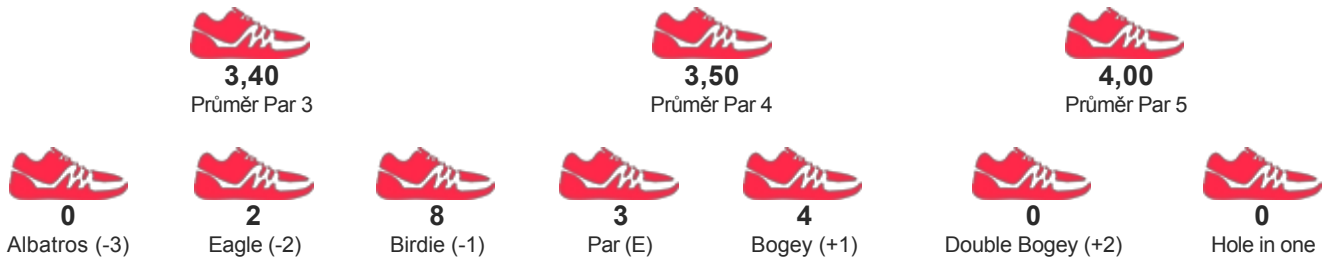 3,40 3,50 4,00
Průměr Par 3 Průměr Par 4 Průměr Par 5
0 2 8 3 4 0 0
Albatros (-3) Eagle (-2) Birdie (-1) Par (E) Bogey (+1) Double Bogey (+2) Hole in one